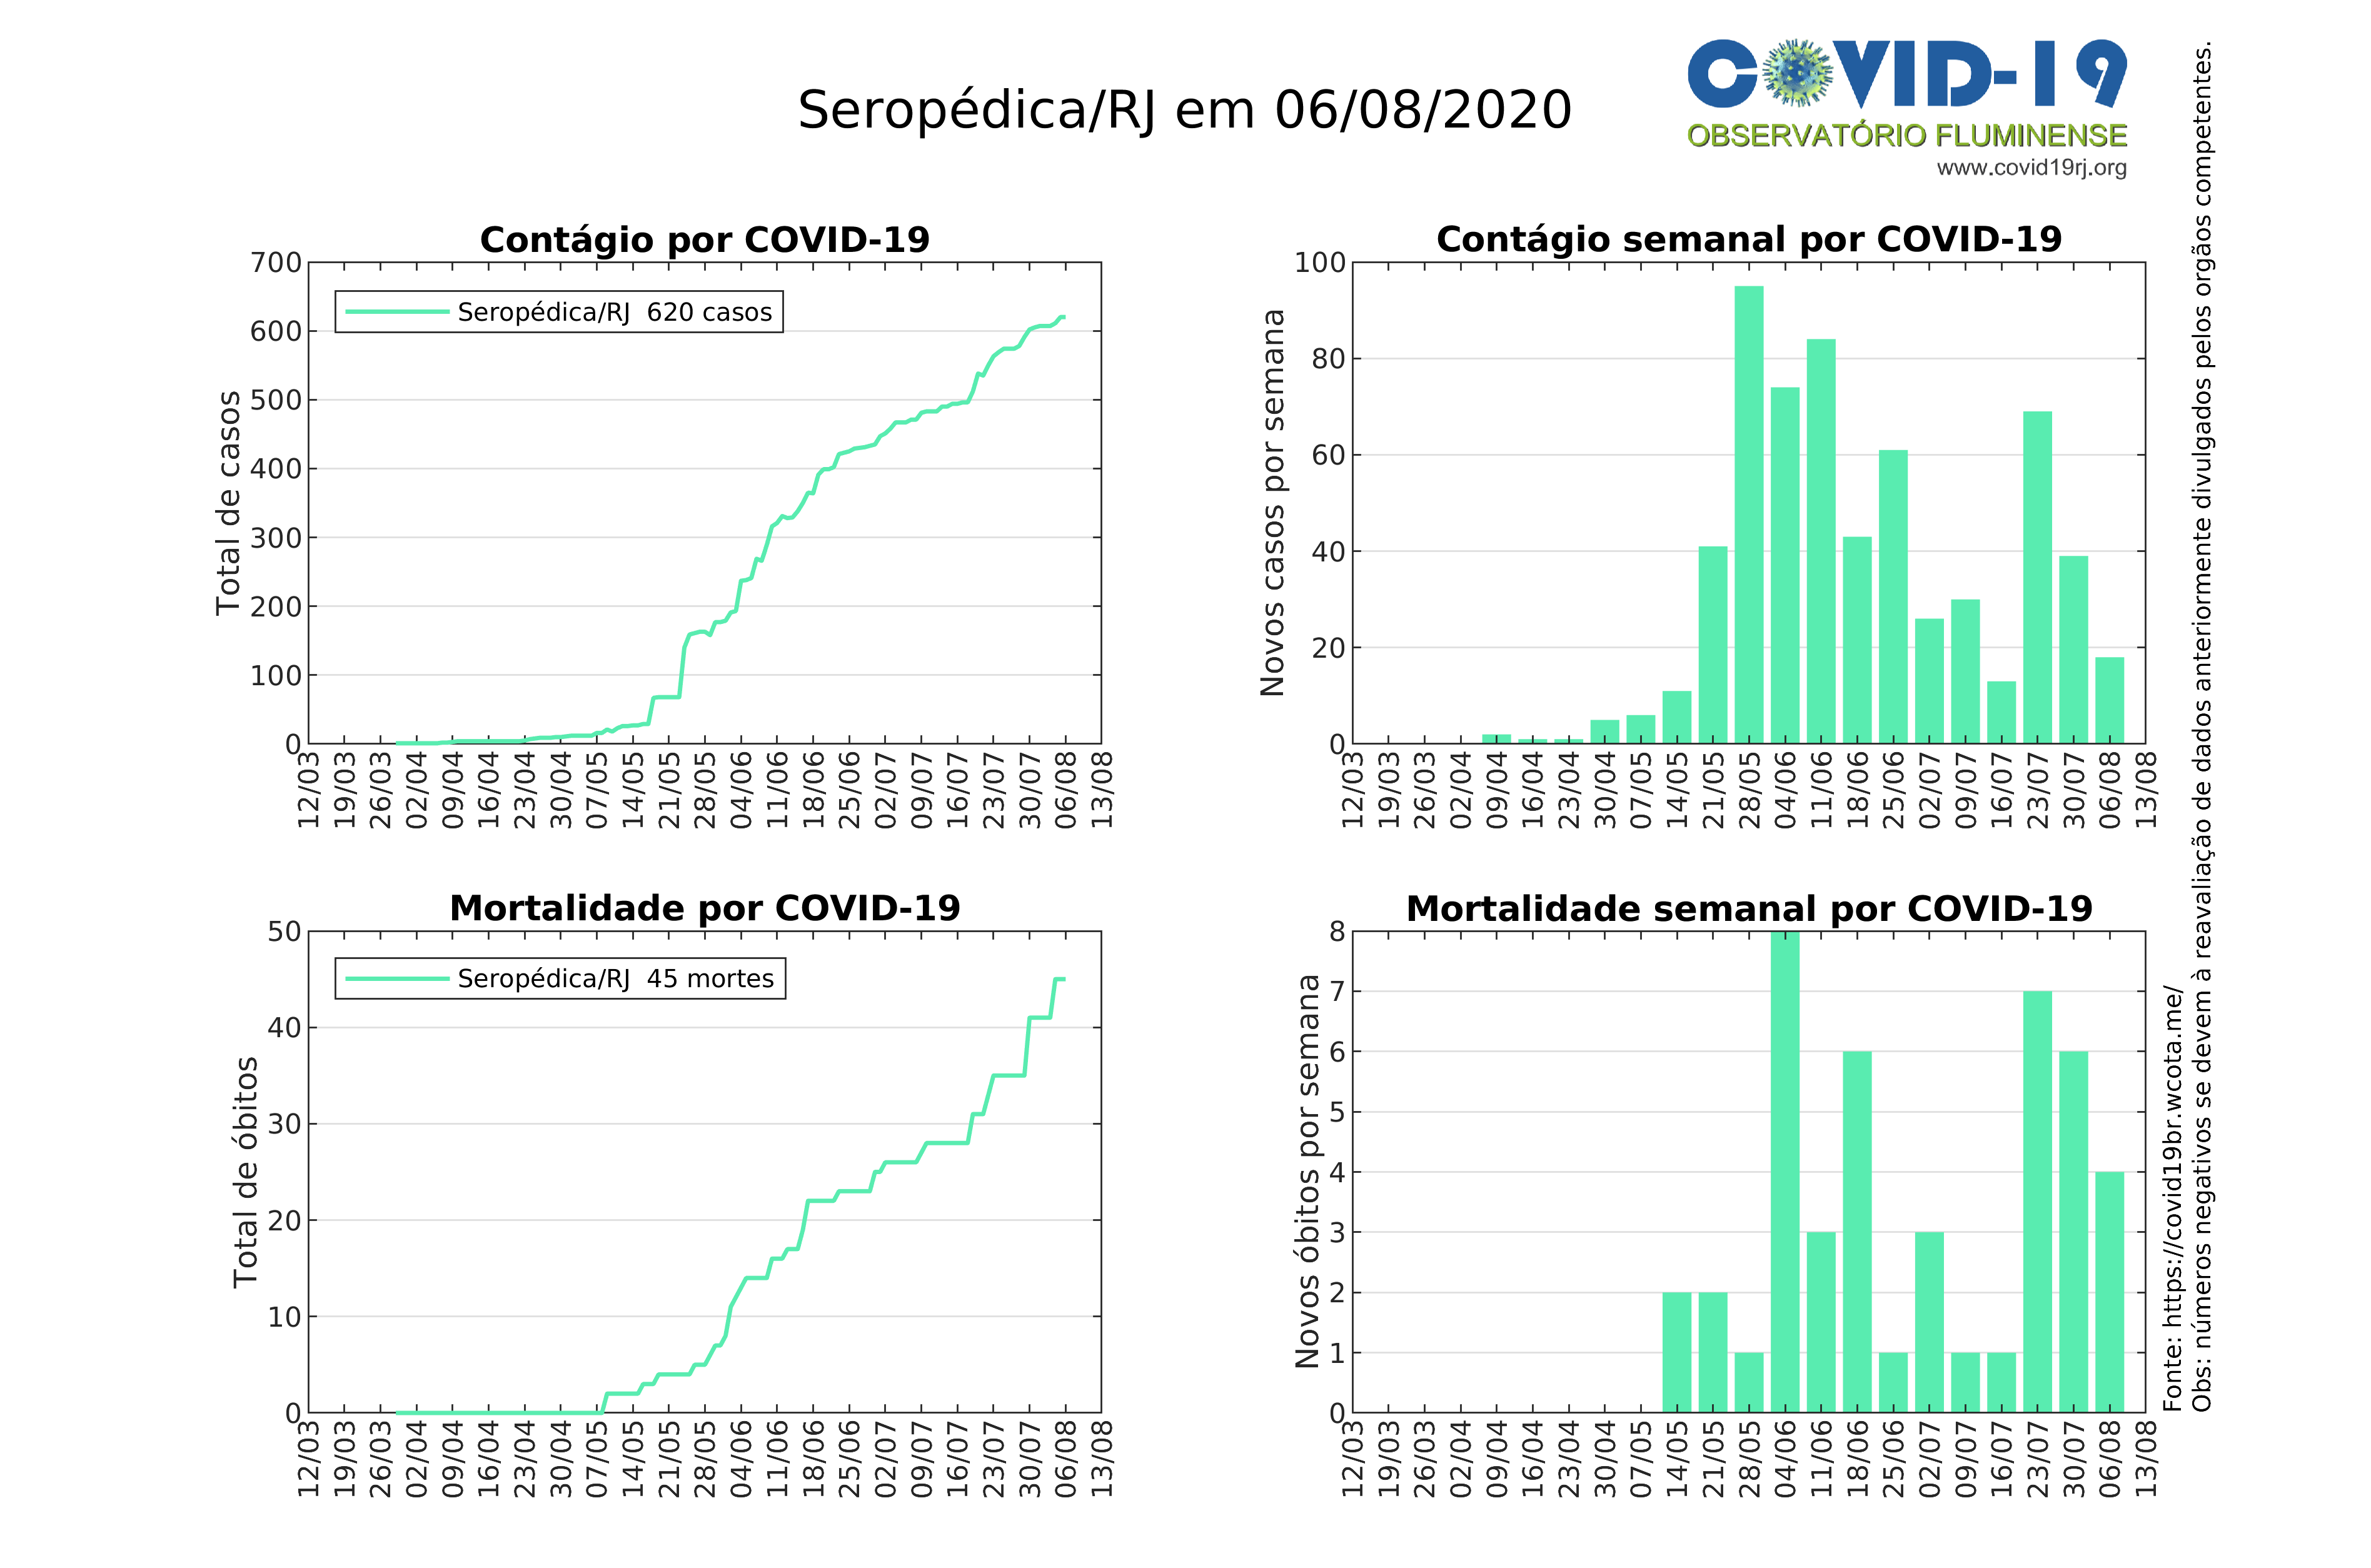 Seropédica/RJ em 06/08/2020
COVID-19
OBSERVATÓRIO FLUMINENSE
www.covid19rj.org
Contágio por COVID-19
Total de casos
700
600
500
400
300
200
100
0
Seropédica/RJ 620 casos
12/03 19/03 26/03 02/04 09/04 16/04 23/04 30/04 07/05 14/05 21/05 28/05 04/06 11/06 18/06 25/06 02/07 09/07 16/07 23/07 30/07 06/08 13/08
Contágio semanal por COVID-19
Novos casos por semana
100
80
60
40
20
0
12/03 19/03 26/03 02/04 09/04 16/04 23/04 30/04 07/05 14/05 21/05 28/05 04/06 11/06 18/06 25/06 02/07 09/07 16/07 23/07 30/07 06/08 13/08
Mortalidade por COVID-19
Total de óbitos
50
40
30
20
10
0
Seropédica/RJ 45 mortes
12/03 19/03 26/03 02/04 09/04 16/04 23/04 30/04 07/05 14/05 21/05 28/05 04/06 11/06 18/06 25/06 02/07 09/07 16/07 23/07 30/07 06/08 13/08
Mortalidade semanal por COVID-19
Novos óbitos por semana
8
7
6
5
4
3
2
1
0
12/03 19/03 26/03 02/04 09/04 16/04 23/04 30/04 07/05 14/05 21/05 28/05 04/06 11/06 18/06 25/06 02/07 09/07 16/07 23/07 30/07 06/08 13/08
Fonte: https://covid19br.wcota.me/
Obs: números negativos se devem à reavaliação de dados anteriormente divulgados pelos orgãos competentes.